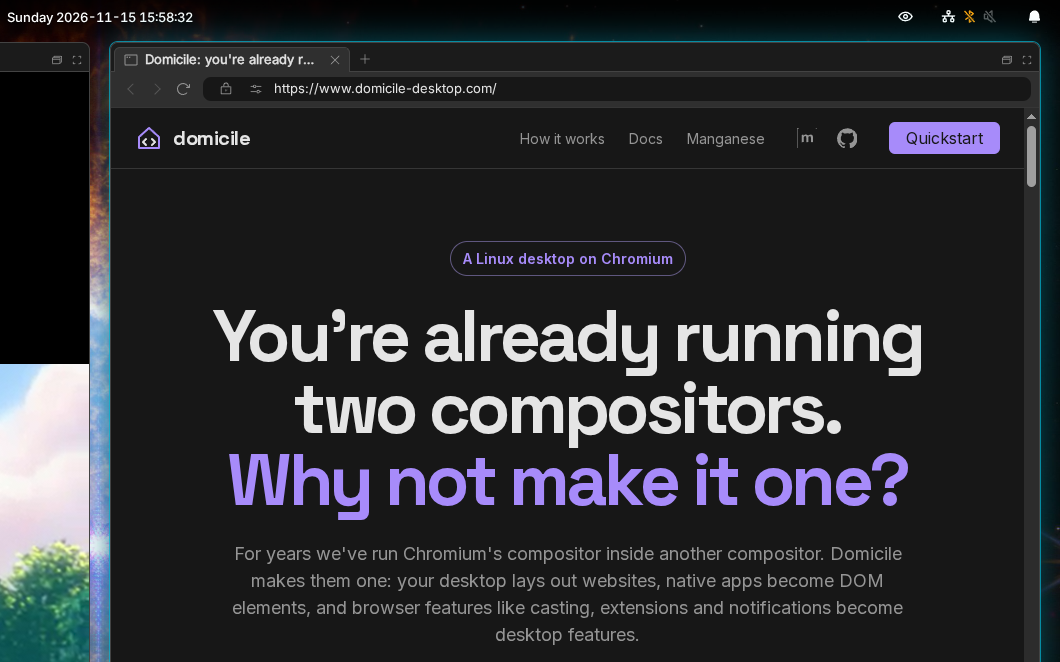 Sunday 2026-11-15 15:58:32
Domicile: you're already r...
https://www.domicile-desktop.com/
domicile
How it works
Docs
Manganese
m
Quickstart
A Linux desktop on Chromium
You're already running
two compositors.
Why not make it one?
For years we've run Chromium's compositor inside another compositor. Domicile
makes them one: your desktop lays out websites, native apps become DOM
elements, and browser features like casting, extensions and notifications become
desktop features.